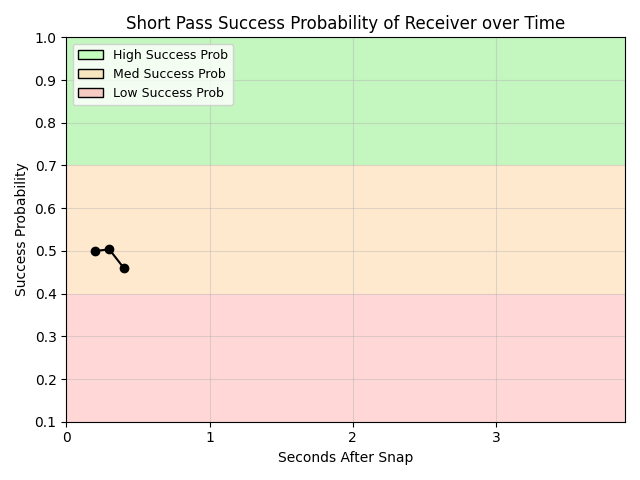 Short Pass Success Probability of Receiver over Time
High Success Prob
Med Success Prob
Low Success Prob
1.0
0.9
0.8
0.7
0.6
0.5
0.4
0.3
0.2
0.1
Success Probability
0 1 2 3
Seconds After Snap